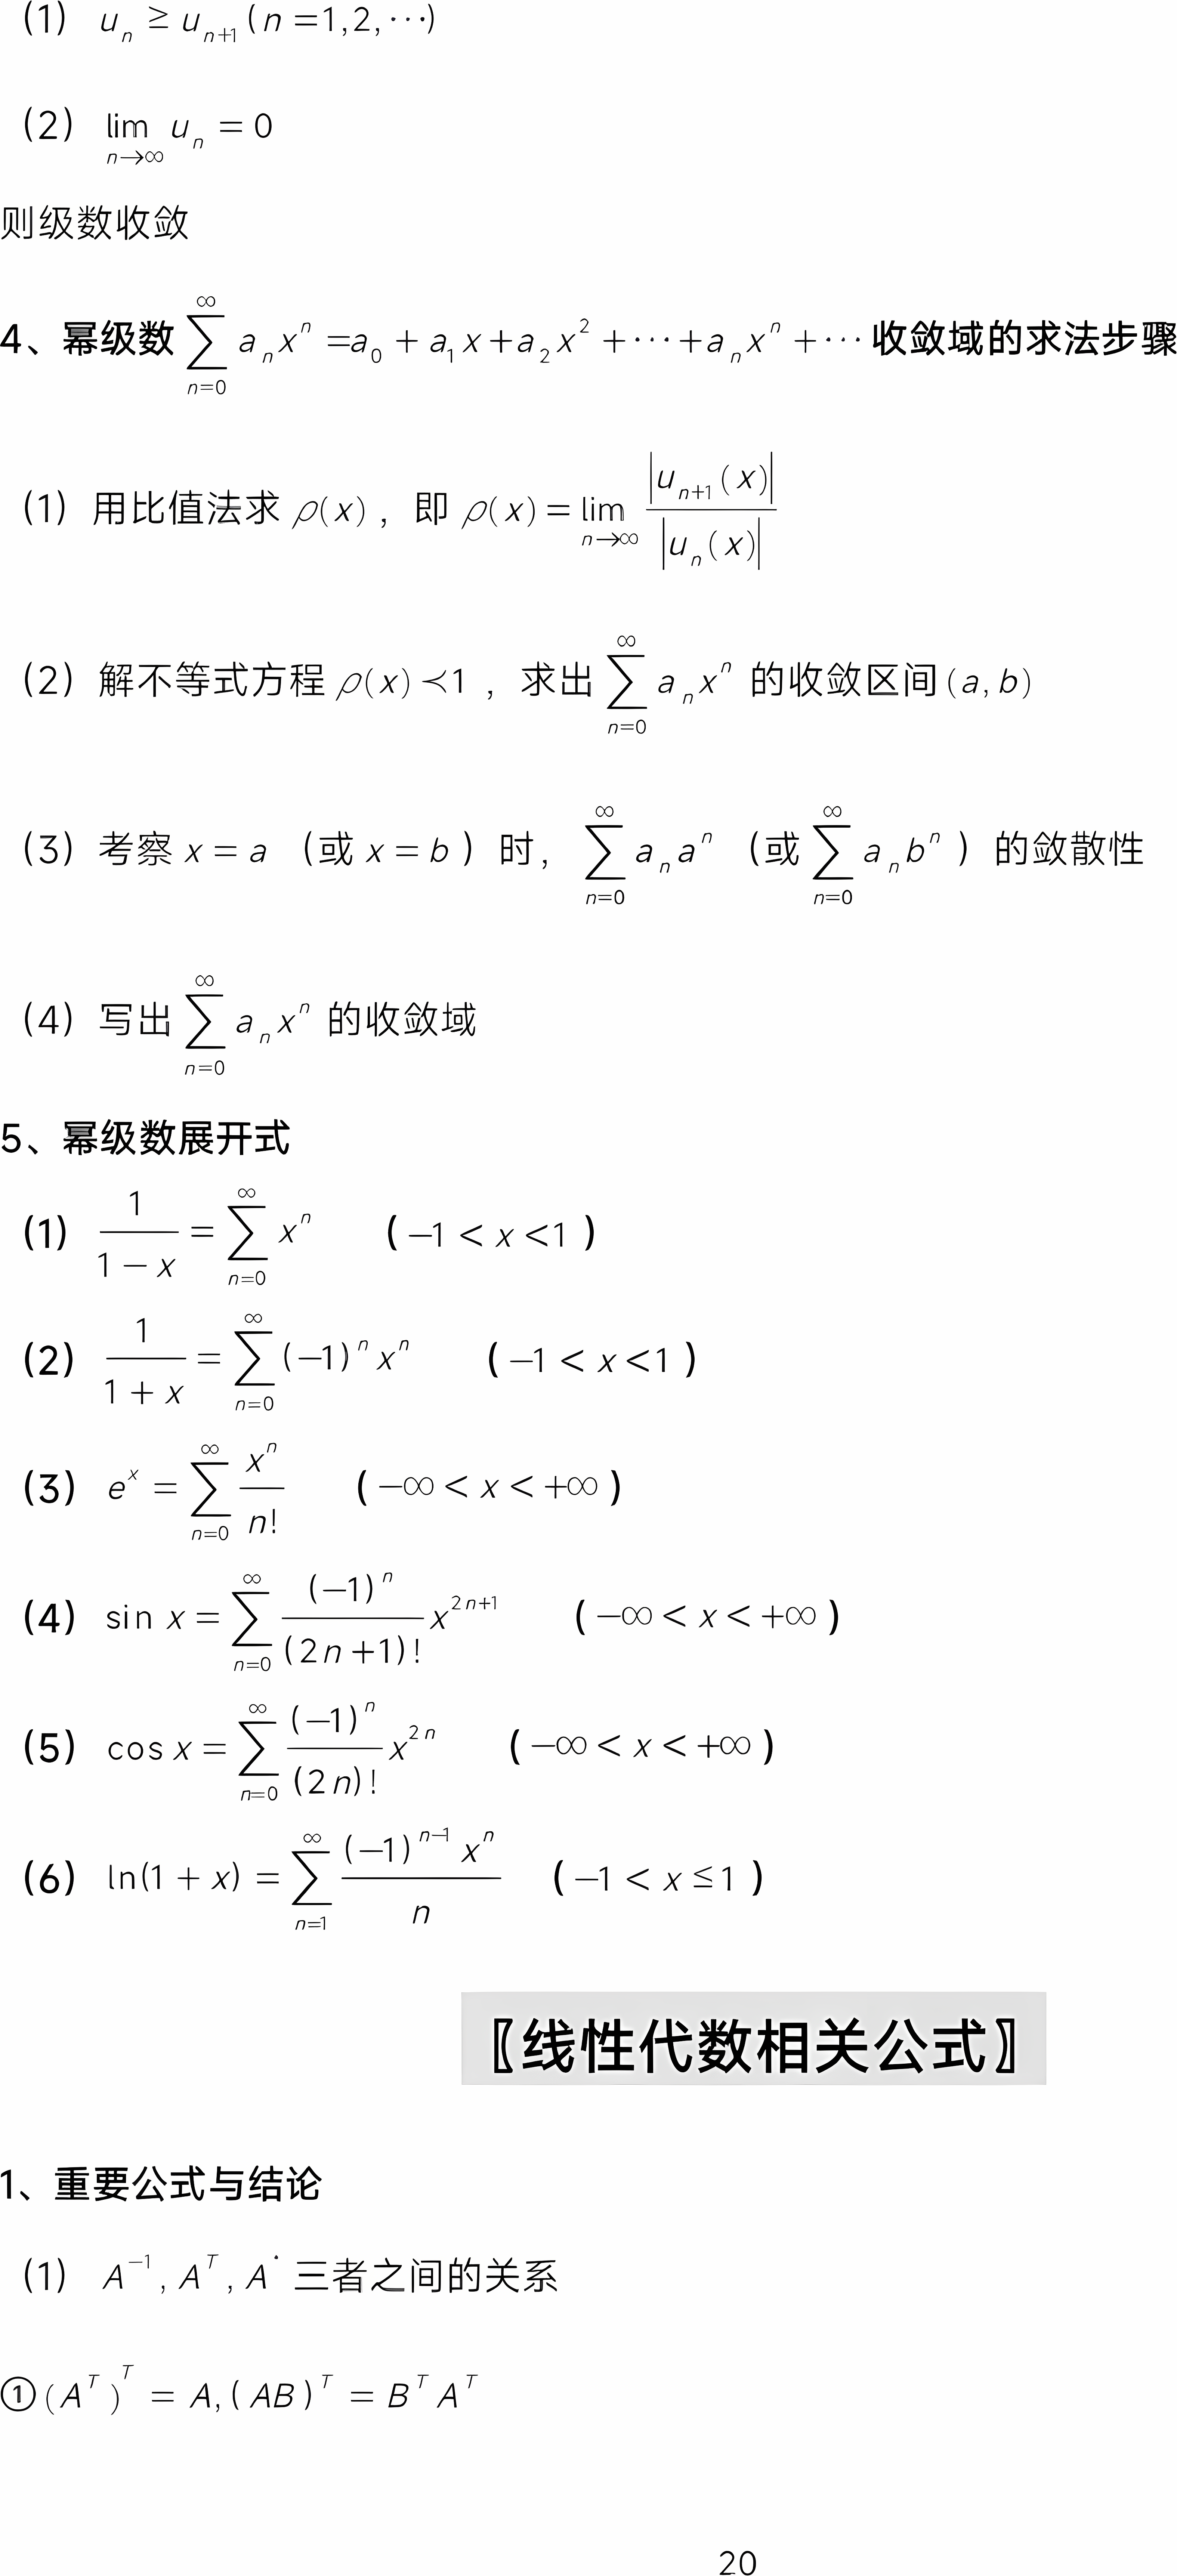 (1) $u_n \geq u_{n+1}(n=1,2,\cdots)$
(2) $\lim_{n\to\infty} u_n = 0$
则级数收敛
4、幂级数 $\sum_{n=0}^{\infty} a_n x^n = a_0 + a_1 x + a_2 x^2 + \cdots + a_n x^n + \cdots$ 收敛域的求法步骤
(1) 用比值法求 $\rho(x)$ ，即 $\rho(x) = \lim_{n\to\infty} \frac{|u_{n+1}(x)|}{|u_n(x)|}$
(2) 解不等式方程 $\rho(x) \prec 1$ ，求出 $\sum_{n=0}^{\infty} a_n x^n$ 的收敛区间 $(a,b)$
(3) 考察 $x = a$ （或 $x = b$ ）时， $\sum_{n=0}^{\infty} a_n a^n$ （或 $\sum_{n=0}^{\infty} a_n b^n$ ）的敛散性
(4) 写出 $\sum_{n=0}^{\infty} a_n x^n$ 的收敛域
5、幂级数展开式
(1) $\frac{1}{1-x} = \sum_{n=0}^{\infty} x^n$ ( $-1 < x < 1$ )
(2) $\frac{1}{1+x} = \sum_{n=0}^{\infty} (-1)^n x^n$ ( $-1 < x < 1$ )
(3) $e^x = \sum_{n=0}^{\infty} \frac{x^n}{n!}$ ( $-\infty < x < +\infty$ )
(4) $\sin x = \sum_{n=0}^{\infty} \frac{(-1)^n}{(2n+1)!} x^{2n+1}$ ( $-\infty < x < +\infty$ )
(5) $\cos x = \sum_{n=0}^{\infty} \frac{(-1)^n}{(2n)!} x^{2n}$ ( $-\infty < x < +\infty$ )
(6) $\ln(1+x) = \sum_{n=1}^{\infty} \frac{(-1)^{n-1} x^n}{n}$ ( $-1 < x \leq 1$ )
〖线性代数相关公式〗
1、重要公式与结论
(1) $A^{-1}, A^T, A^{*}$ 三者之间的关系
① $(A^T)^T = A, (AB)^T = B^T A^T$
20